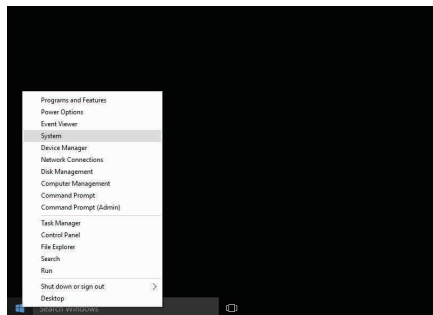 Programs and Features
Power Options
Event Viewer
System
Device Manager
Network Connections
Disk Management
Computer Management
Command Prompt
Command Prompt (Admin)
Task Manager
Control Panel
File Explorer
Search
Run
Shut down or sign out
Desktop
Search Windows